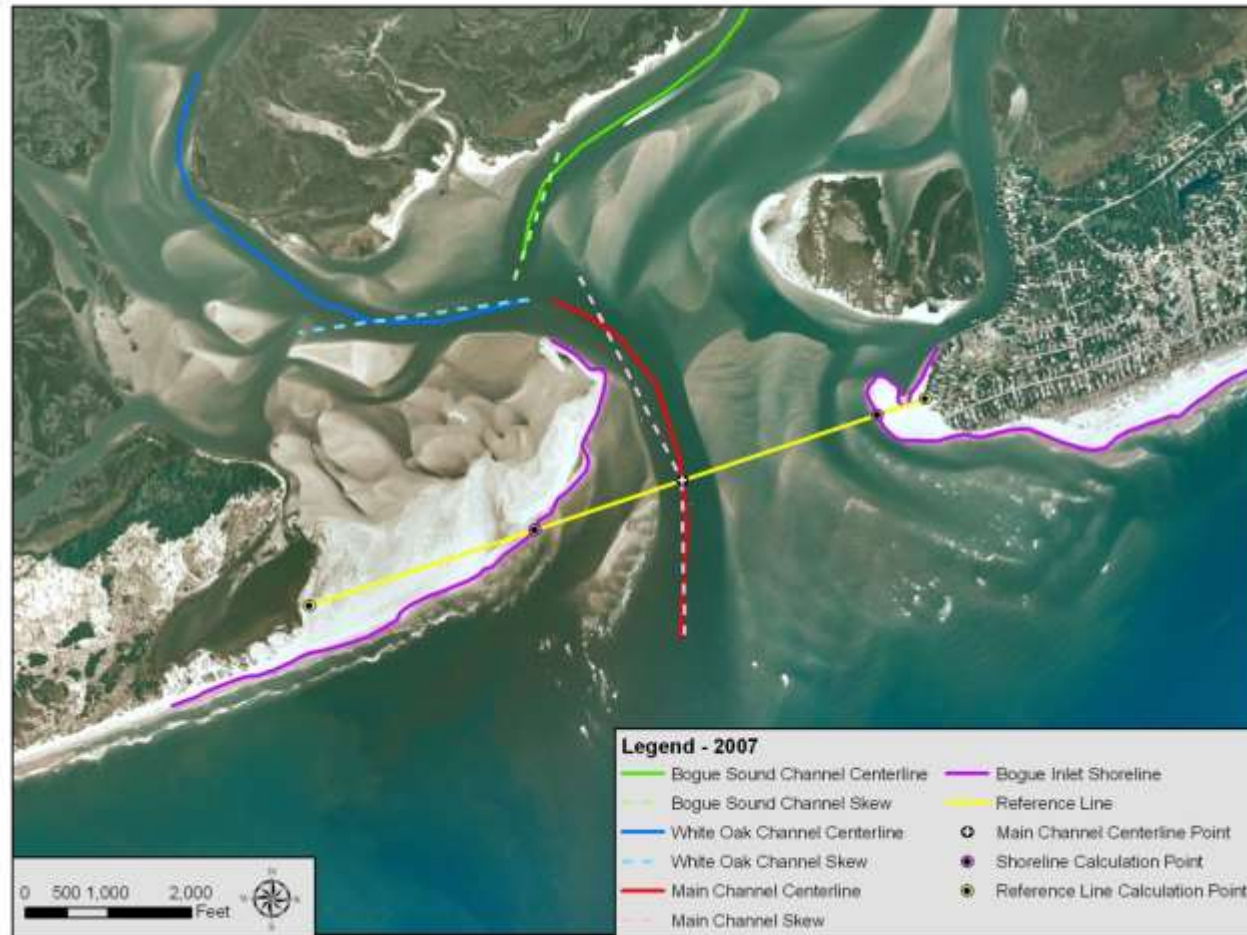 Legend - 2007
Bogue Sound Channel Centerline
Bogue Sound Channel Skew
White Oak Channel Centerline
White Oak Channel Skew
Main Channel Centerline
Main Channel Skew
Bogue Inlet Shoreline
Reference Line
Main Channel Centerline Point
Shoreline Calculation Point
Reference Line Calculation Point
0 500 1,000 2,000
Feet
N